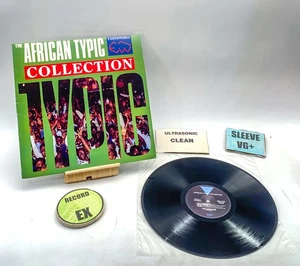 THE AFRICAN TYPIC
COLLECTION
TYPIC
ULTRASONIC
CLEAN
SLEEVE
VG+
RECORD
EX